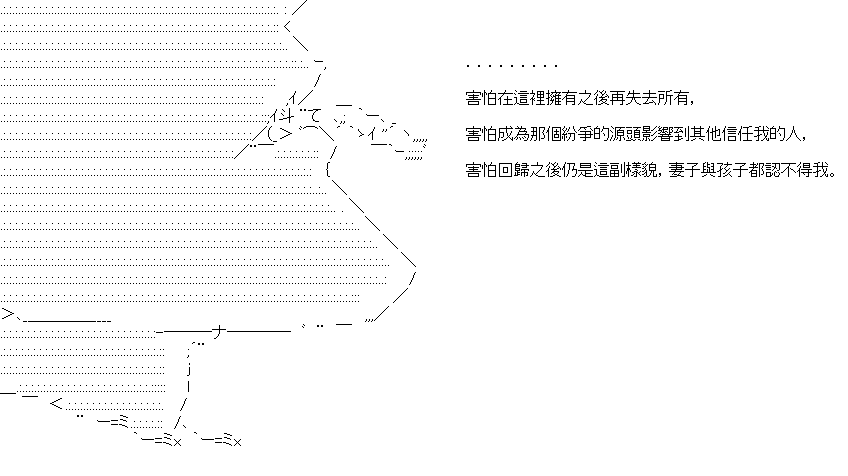 ．．．．．．．．．
害怕在這裡擁有之後再失去所有，
害怕成為那個紛爭的源頭影響到其他信任我的人，
害怕回歸之後仍是這副樣貌，妻子與孩子都認不得我。